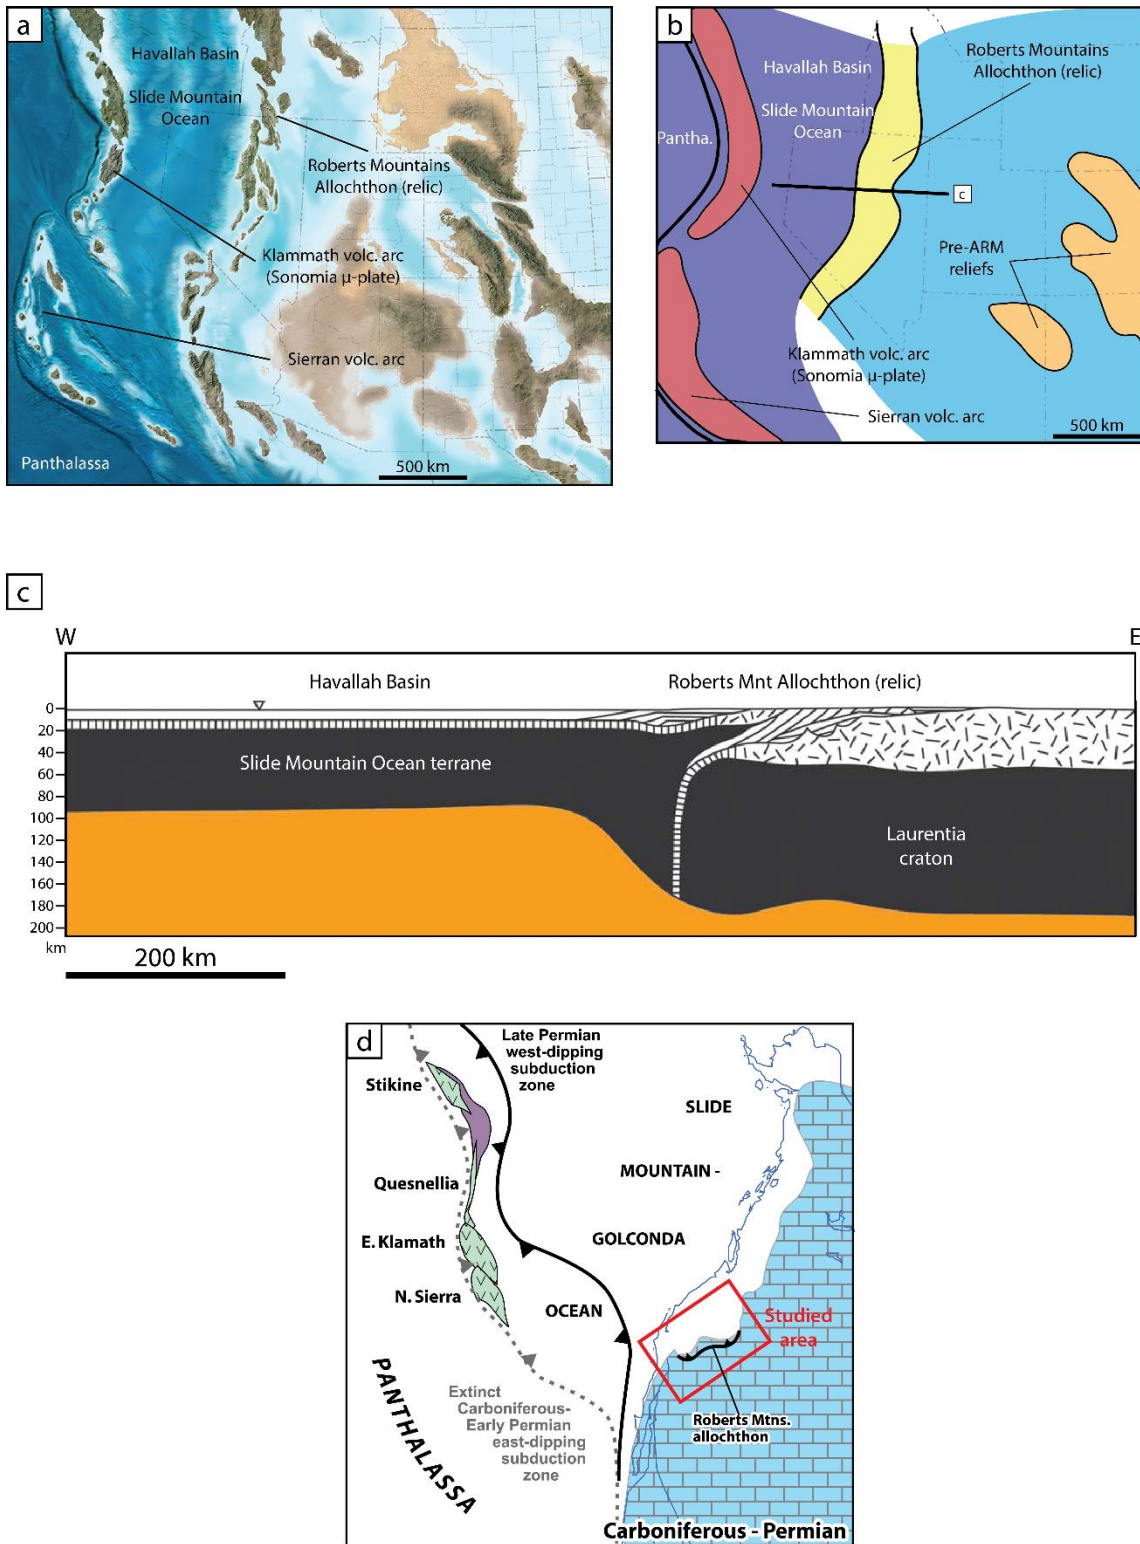 a
Havallah Basin
Slide Mountain
Ocean
Roberts Mountains
Allochthon (relic)
Klammath volc. arc
(Sonomia µ-plate)
Sierran volc. arc
Panthalassa
500 km
b
Havallah Basin
Roberts Mountains
Allochthon (relic)
Slide Mountain
Ocean
Pantha.
c
Pre-ARM
reliefs
Klammath volc. arc
(Sonomia µ-plate)
Sierran volc. arc
500 km
c
W
E
Havallah Basin
Roberts Mnt Allochthon (relic)
0
20
40
60
80
100
120
140
160
180
200
km
Slide Mountain Ocean terrane
Laurentia
craton
200 km
d
Late Permian
west-dipping
subduction
zone
Stikine
SLIDE
MOUNTAIN -
Quesnellia
GOLCONDA
E. Klamath
N. Sierra
OCEAN
Studied
area
PANTHALASSA
Extinct
Carboniferous-
Early Permian
east-dipping
subduction
zone
Roberts Mtns.
allochthon
Carboniferous - Permian